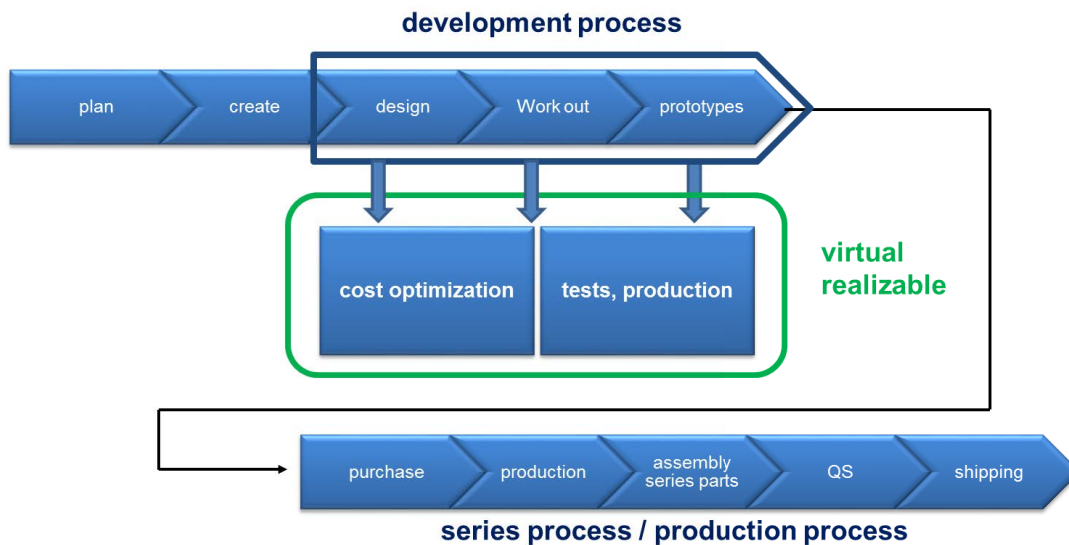 development process
plan
create
design
Work out
prototypes
cost optimization
tests, production
virtual
realizable
purchase
production
assembly
series parts
QS
shipping
series process / production process